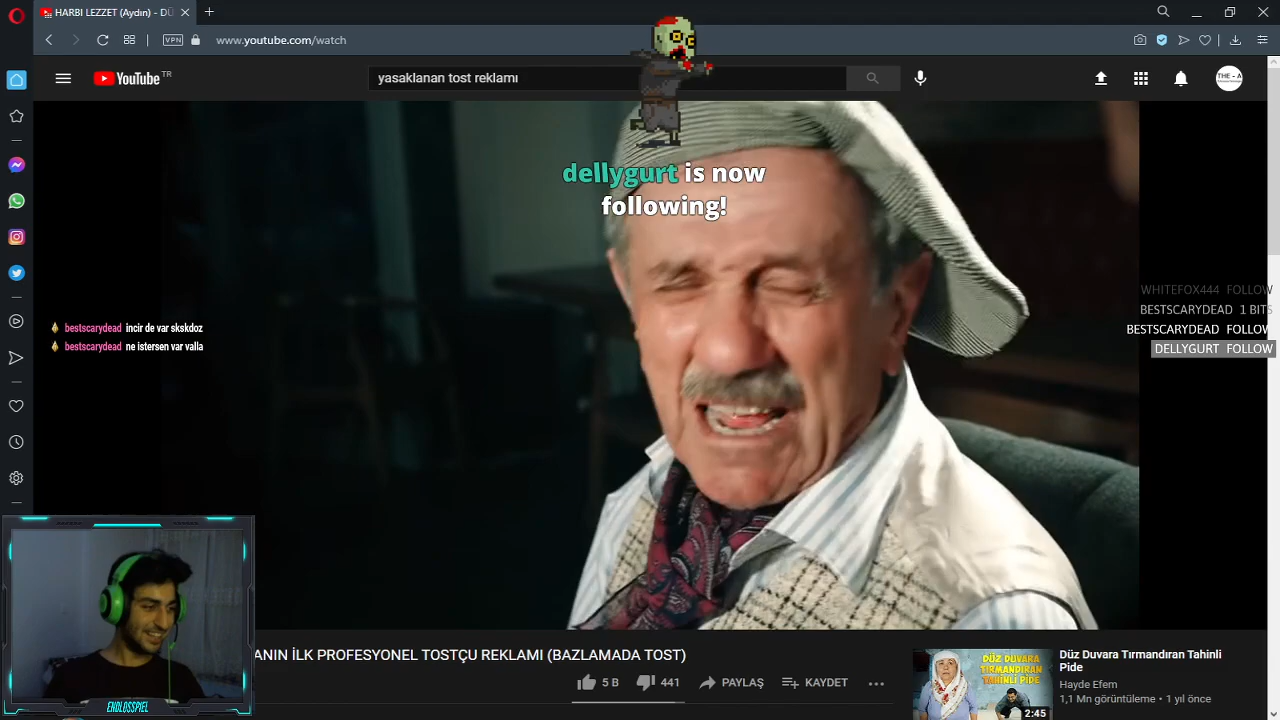 HARBI LEZZET (Aydın) - DÜ
VPN
www.youtube.com/watch
YouTube TR
yasaklanan tost reklamı
THE - A
dellygurt is now
following!
WHITEFOX444 FOLLOW
BESTSCARYDEAD 1 BITS
BESTSCARYDEAD FOLLOW
DELLYGURT FOLLOW
bestscarydead incir de var skskdoz
bestscarydead ne istersen var valla
ENDLOSSPIEL
ANIN İLK PROFESYONEL TOSTÇU REKLAMI (BAZLAMADA TOST)
5 B
441
PAYLAŞ
KAYDET
DÜZ DUVARA
TIRMANDIRAN
TAHİNLİ PİDE
2:45
Düz Duvara Tırmandıran Tahinli
Pide
Hayde Efem
1,1 Mn görüntüleme • 1 yıl önce